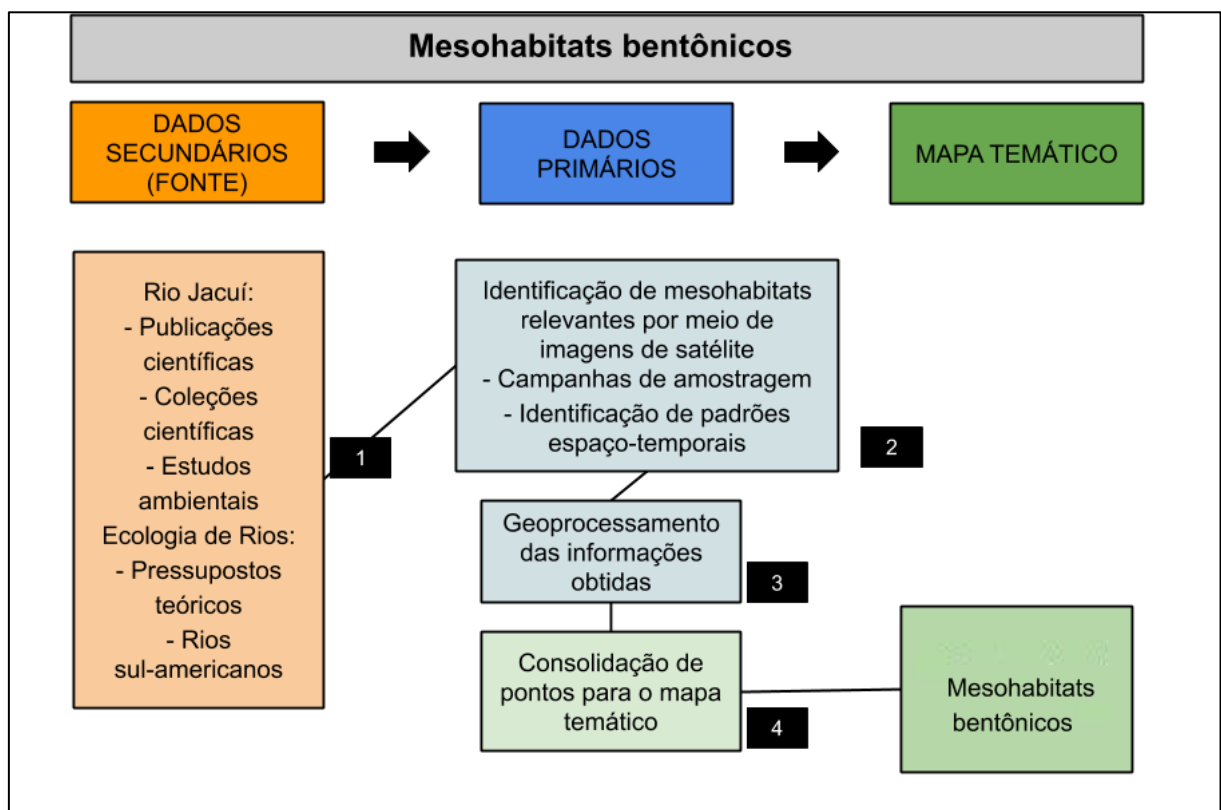 Mesohabitats bentônicos
DADOS
SECUNDÁRIOS
(FONTE)
DADOS
PRIMÁRIOS
MAPA TEMÁTICO
Rio Jacuí:
- Publicações
científicas
- Coleções
científicas
- Estudos
ambientais
Ecologia de Rios:
- Pressupostos
teóricos
- Rios
sul-americanos
1
Identificação de mesohabitats
relevantes por meio de
imagens de satélite
- Campanhas de amostragem
- Identificação de padrões
espaço-temporais
2
Geoprocessamento
das informações
obtidas
3
Consolidação de
pontos para o mapa
temático
4
Mesohabitats
bentônicos